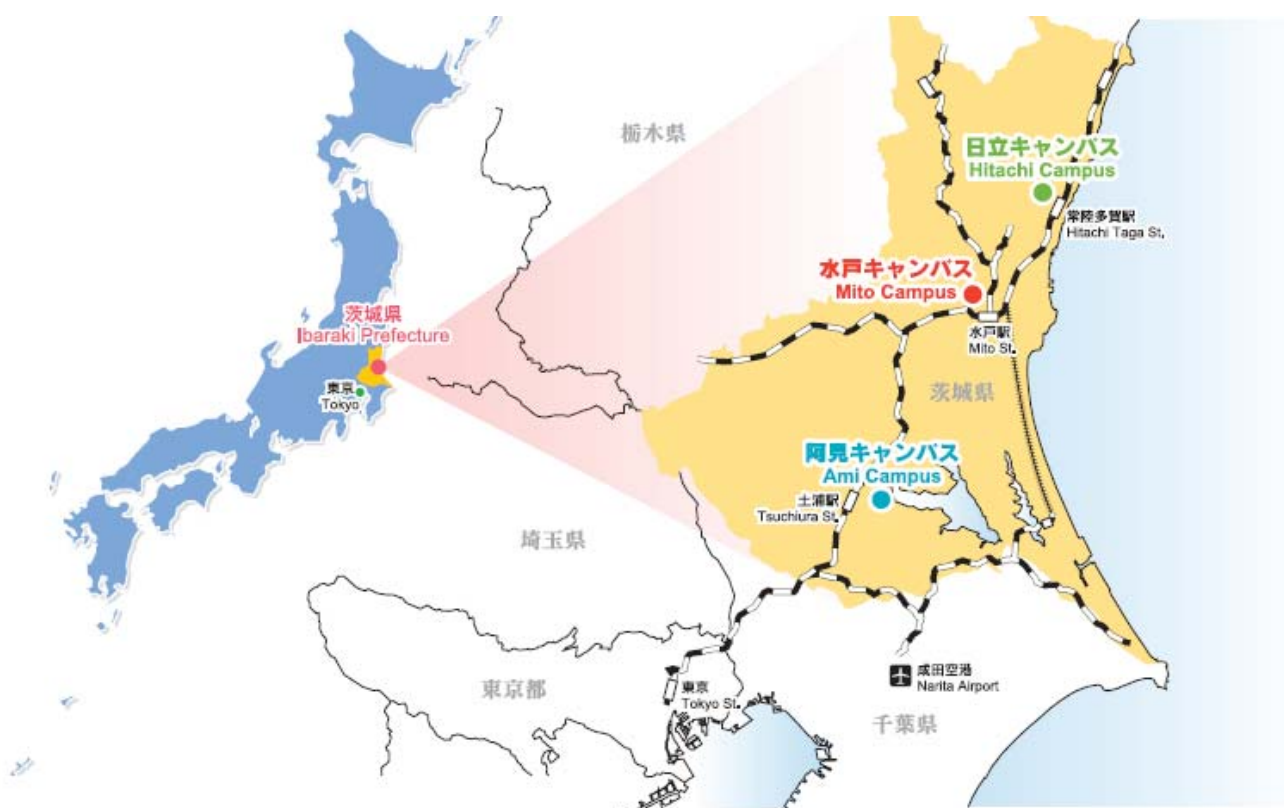 栃木県
日立キャンパス
Hitachi Campus
常陸多賀駅
Hitachi Taga St.
水戸キャンパス
Mito Campus
茨城県
Ibaraki Prefecture
水戸駅
Mito St.
東京
Tokyo
茨城県
阿見キャンパス
Ami Campus
土浦駅
Tsuchiura St.
埼玉県
成田空港
Narita Airport
東京都
東京
Tokyo St.
千葉県